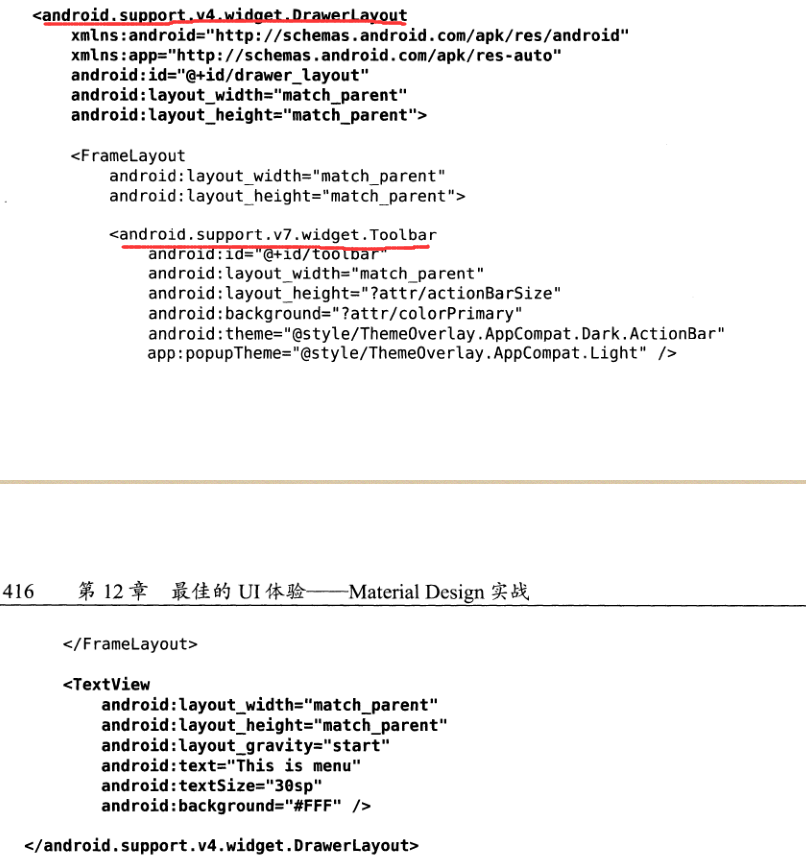 <android.support.v4.widget.DrawerLayout
xmlns:android="http://schemas.android.com/apk/res/android"
xmlns:app="http://schemas.android.com/apk/res-auto"
android:id="@+id/drawer_layout"
android:layout_width="match_parent"
android:layout_height="match_parent">
<FrameLayout
android:layout_width="match_parent"
android:layout_height="match_parent">
<android.support.v7.widget.Toolbar
android:id="@+id/toolbar"
android:layout_width="match_parent"
android:layout_height="?attr/actionBarSize"
android:background="?attr/colorPrimary"
android:theme="@style/ThemeOverlay.AppCompat.Dark.ActionBar"
app:popupTheme="@style/ThemeOverlay.AppCompat.Light" />
416 第 12 章 最佳的 UI 体验——Material Design 实战
</FrameLayout>
<TextView
android:layout_width="match_parent"
android:layout_height="match_parent"
android:layout_gravity="start"
android:text="This is menu"
android:textSize="30sp"
android:background="#FFF" />
</android.support.v4.widget.DrawerLayout>